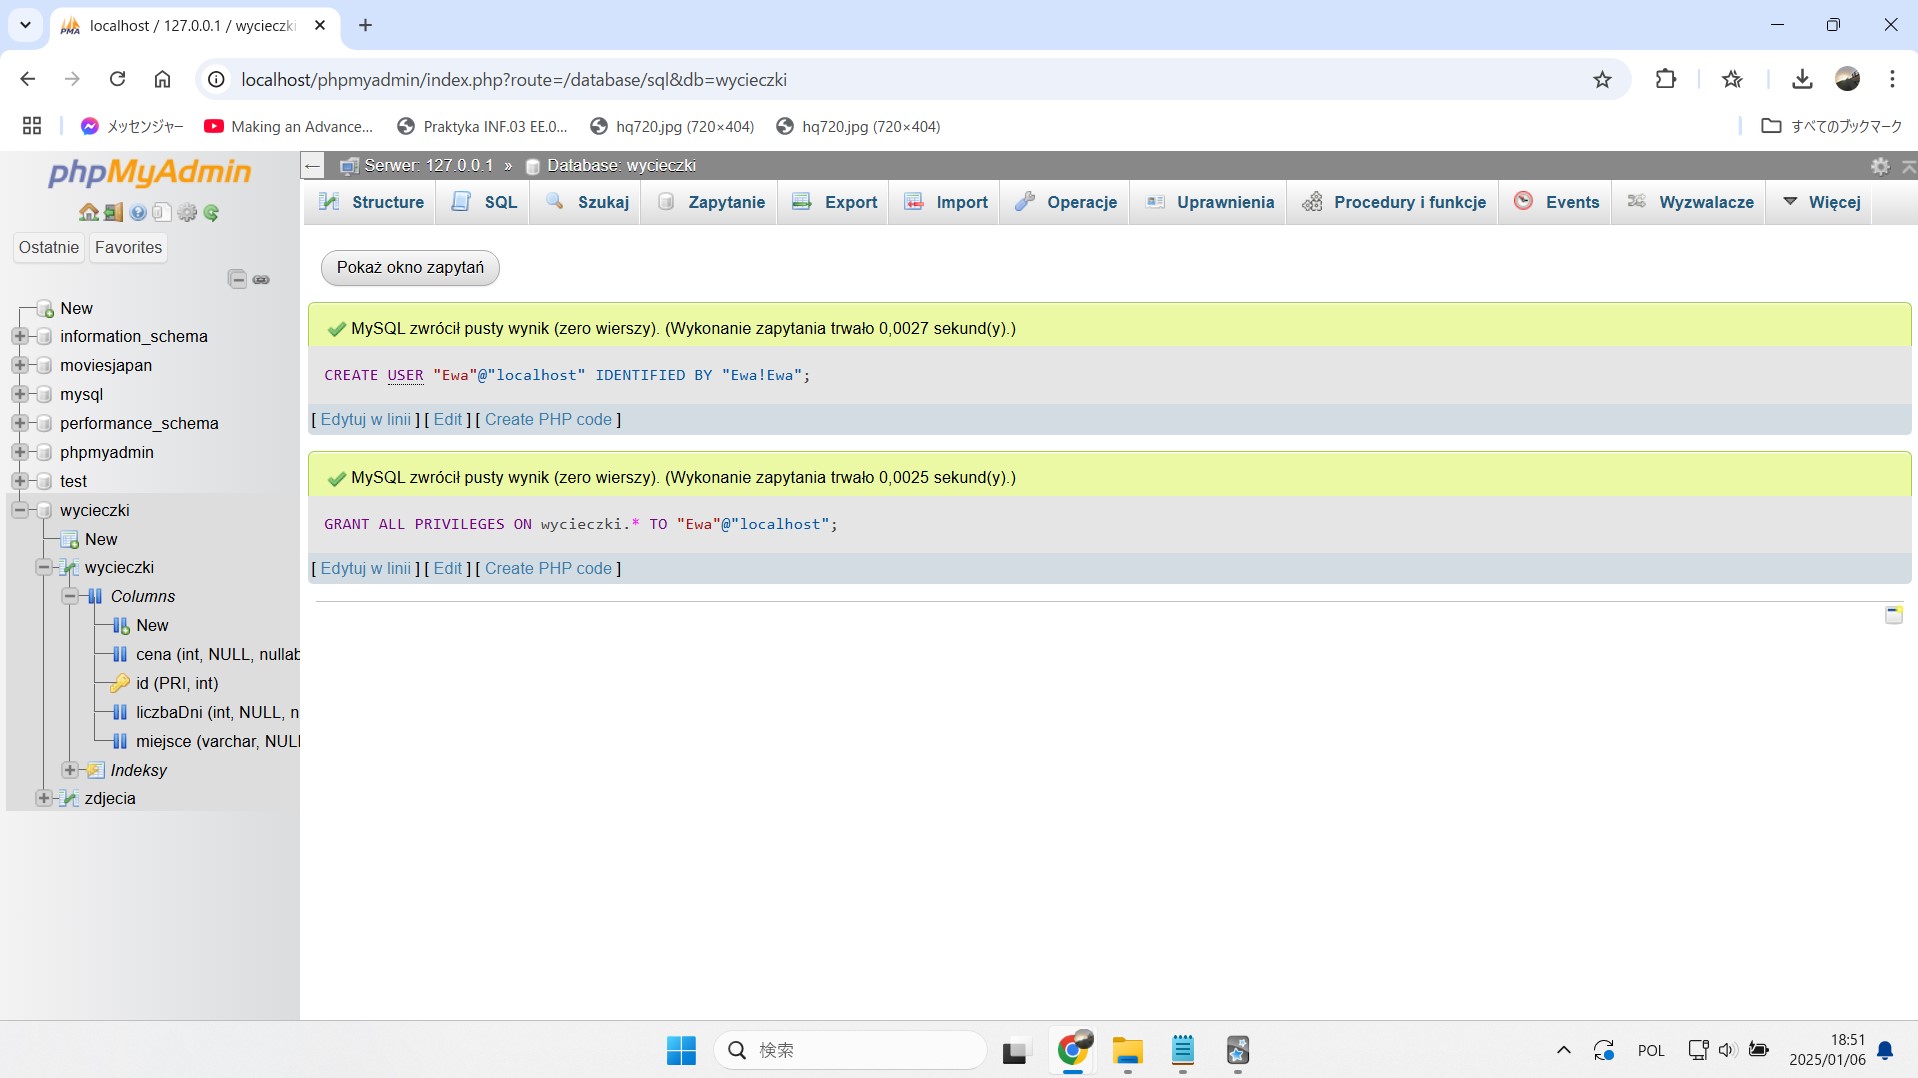 localhost / 127.0.0.1 / wycieczki
localhost/phpmyadmin/index.php?route=/database/sql&db=wycieczki
メッセンジャー
Making an Advance...
Praktyka INF.03 EE.0...
hq720.jpg (720×404)
hq720.jpg (720×404)
すべてのブックマーク
phpMyAdmin
Ostatnie
Favorites
New
information_schema
moviesjapan
mysql
performance_schema
phpmyadmin
test
wycieczki
New
wycieczki
Columns
New
cena (int, NULL, nullab
id (PRI, int)
liczbaDni (int, NULL, n
miejsce (varchar, NULL
Indeksy
zdjecia
← Serwer: 127.0.0.1 » Database: wycieczki
Structure
SQL
Szukaj
Zapytanie
Export
Import
Operacje
Uprawnienia
Procedury i funkcje
Events
Wyzwalacze
Więcej
Pokaż okno zapytań
MySQL zwrócił pusty wynik (zero wierszy). (Wykonanie zapytania trwało 0,0027 sekund(y).)
CREATE USER "Ewa"@"localhost" IDENTIFIED BY "Ewa!Ewa";
[ Edytuj w linii ] [ Edit ] [ Create PHP code ]
MySQL zwrócił pusty wynik (zero wierszy). (Wykonanie zapytania trwało 0,0025 sekund(y).)
GRANT ALL PRIVILEGES ON wycieczki.* TO "Ewa"@"localhost";
[ Edytuj w linii ] [ Edit ] [ Create PHP code ]
検索
POL
18:51
2025/01/06